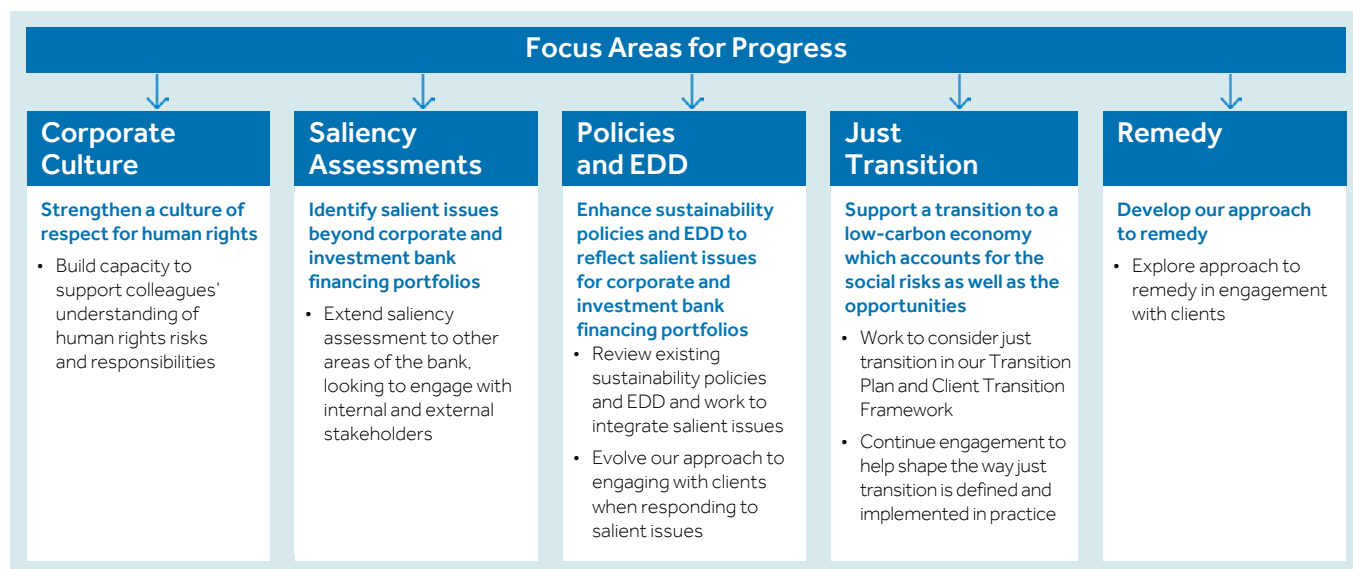 Focus Areas for Progress
Corporate
Culture
Strengthen a culture of
respect for human rights
• Build capacity to
support colleagues'
understanding of
human rights risks
and responsibilities
Saliency
Assessments
Identify salient issues
beyond corporate and
investment bank
financing portfolios
• Extend saliency
assessment to other
areas of the bank,
looking to engage with
internal and external
stakeholders
Policies
and EDD
Enhance sustainability
policies and EDD to
reflect salient issues
for corporate and
investment bank
financing portfolios
• Review existing
sustainability policies
and EDD and work to
integrate salient issues
• Evolve our approach to
engaging with clients
when responding to
salient issues
Just
Transition
Support a transition to a
low-carbon economy
which accounts for the
social risks as well as the
opportunities
• Work to consider just
transition in our Transition
Plan and Client Transition
Framework
• Continue engagement to
help shape the way just
transition is defined and
implemented in practice
Remedy
Develop our approach
to remedy
• Explore approach to
remedy in engagement
with clients